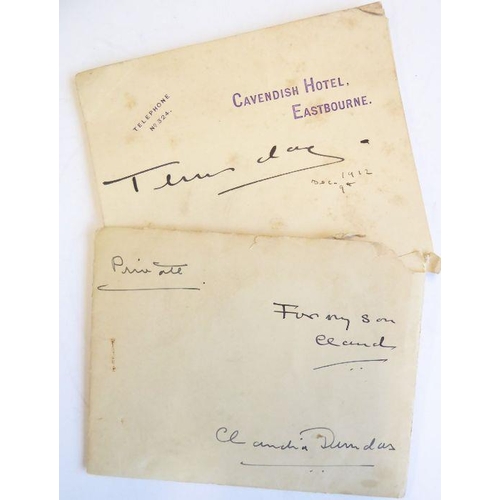 TELEPHONE
No 324.
CAVENDISH HOTEL,
EASTBOURNE.
Thursday
1912
Private
For my son
Claud
Claudia Dundas